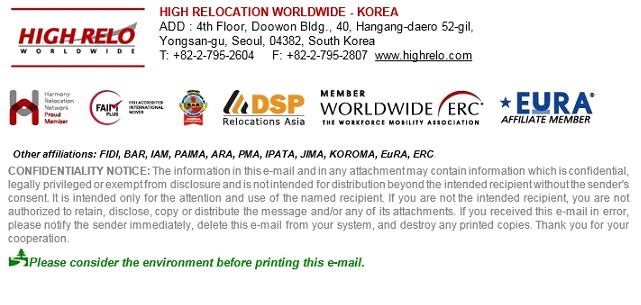 HIGH RELOCATION WORLDWIDE - KOREA
HIGH RELO
WORLDWIDE
ADD : 4th Floor, Doowon Bldg., 40, Hangang-daero 52-gil,
Yongsan-gu, Seoul, 04382, South Korea
T: +82-2-795-2604 F: +82-2-795-2807 www.highrelo.com
Harmony
Relocation
Network
Proud
Member
FAIM
PLUS
FIDI ACCREDITED
INTERNATIONAL
MOVER
DSP
Relocations Asia
MEMBER
WORLDWIDE ERC®
THE WORKFORCE MOBILITY ASSOCIATION
EURA®
AFFILIATE MEMBER
Other affiliations: FIDI, BAR, IAM, PAIMA, ARA, PMA, IPATA, JIMA, KOROMA, EuRA, ERC
CONFIDENTIALITY NOTICE: The information in this e-mail and in any attachment may contain information which is confidential,
legally privileged or exempt from disclosure and is not intended for distribution beyond the intended recipient without the sender's
consent. It is intended only for the attention and use of the named recipient. If you are not the intended recipient, you are not
authorized to retain, disclose, copy or distribute the message and/or any of its attachments. If you received this e-mail in error,
please notify the sender immediately, delete this e-mail from your system, and destroy any printed copies. Thank you for your
cooperation.
Please consider the environment before printing this e-mail.